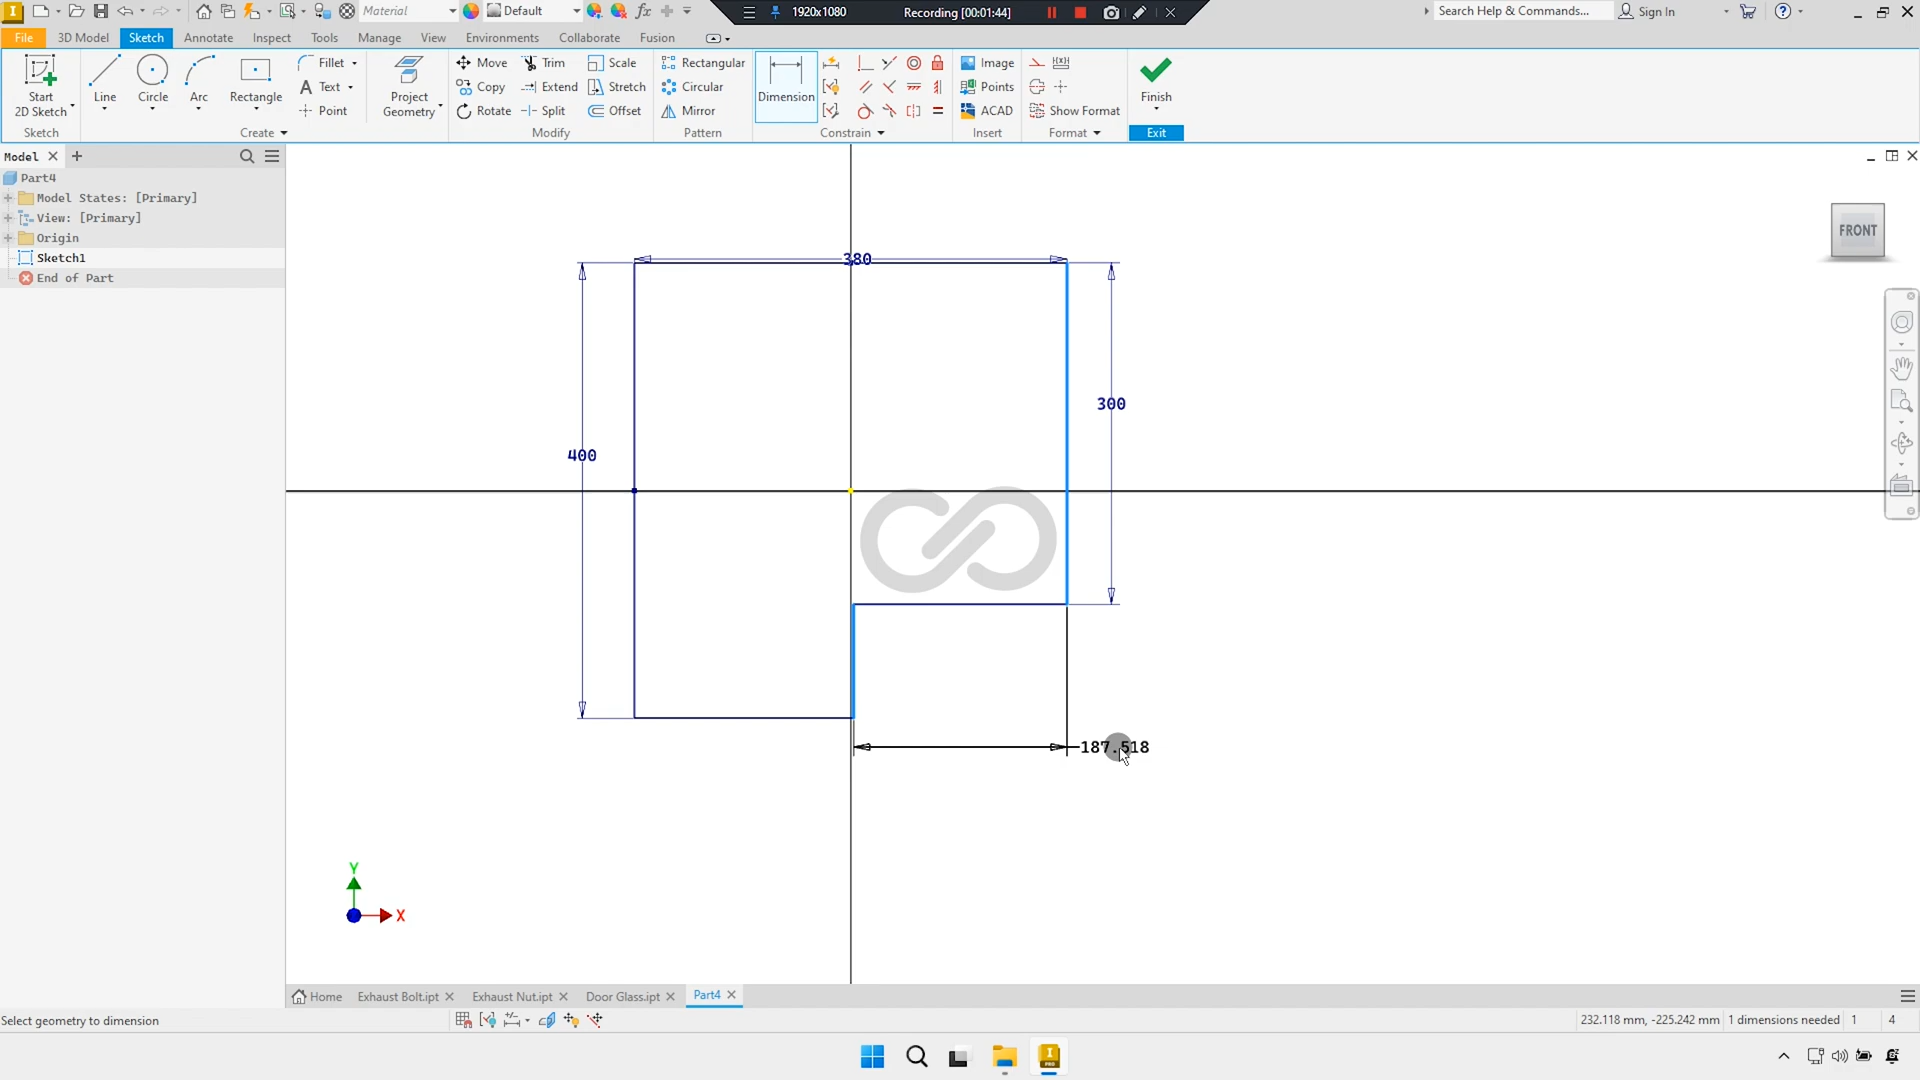 Material
Default
1920x1080
Recording [00:01:44]
Search Help & Commands...
Sign In
File
3D Model
Sketch
Annotate
Inspect
Tools
Manage
View
Environments
Collaborate
Fusion
Start
2D Sketch
Line
Circle
Arc
Rectangle
Fillet
Text
Point
Project
Geometry
Move
Copy
Rotate
Trim
Extend
Split
Scale
Stretch
Offset
Rectangular
Circular
Mirror
Dimension
Image
Points
ACAD
Show Format
Finish
Sketch
Create
Modify
Pattern
Constrain
Insert
Format
Exit
Model
Part4
Model States: [Primary]
View: [Primary]
Origin
Sketch1
End of Part
FRONT
380
300
400
187.518
Y
X
Home
Exhaust Bolt.ipt
Exhaust Nut.ipt
Door Glass.ipt
Part4
Select geometry to dimension
232.118 mm, -225.242 mm
1 dimensions needed
1
4